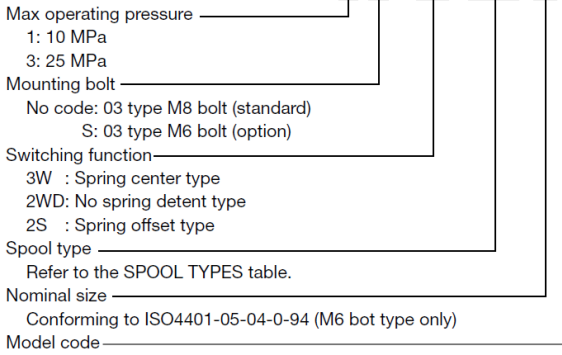 Max operating pressure
1: 10 MPa
3: 25 MPa
Mounting bolt
No code: 03 type M8 bolt (standard)
S: 03 type M6 bolt (option)
Switching function
3W : Spring center type
2WD: No spring detent type
2S : Spring offset type
Spool type
Refer to the SPOOL TYPES table.
Nominal size
Conforming to ISO4401-05-04-0-94 (M6 bot type only)
Model code